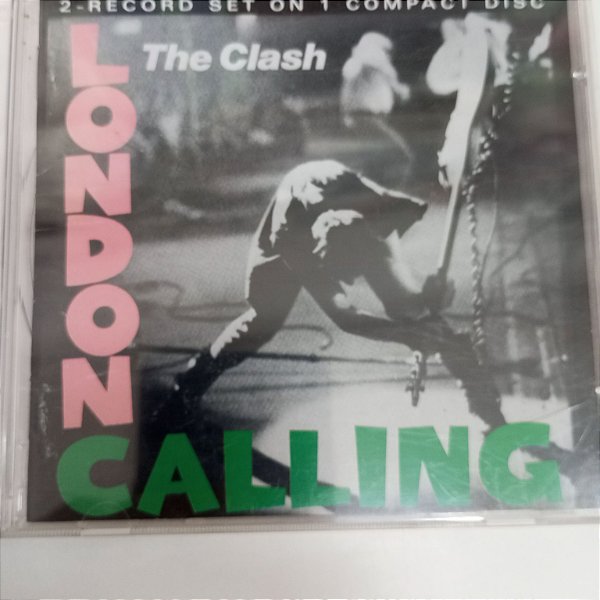 2-RECORD SET ON 1 COMPACT DISC
The Clash
LONDON
CALLING